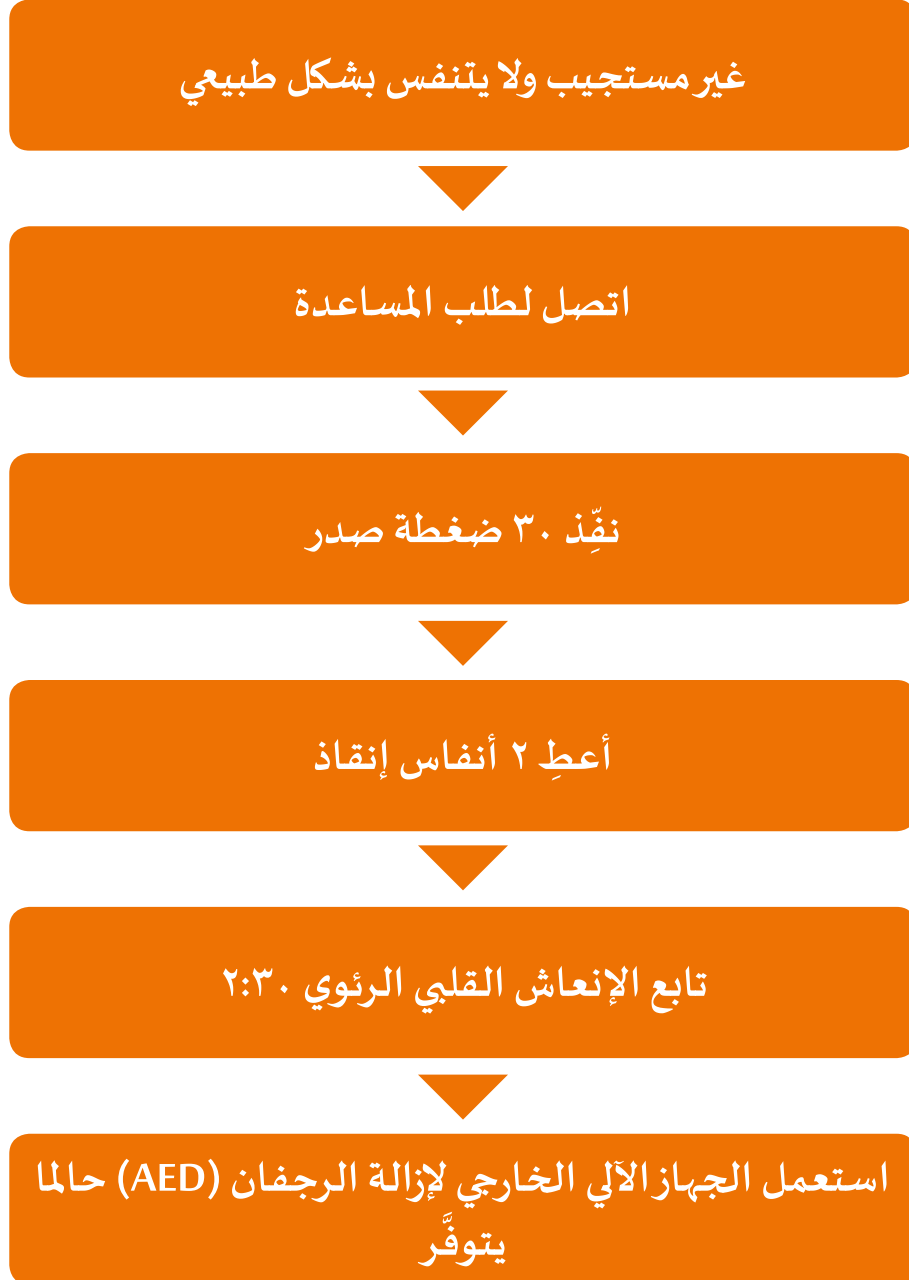 غير مستجيب ولا يتنفس بشكل طبيعي
اتصل لطلب المساعدة
نفِّذ ٣٠ ضغطة صدر
أعطِ ٢ أنفاس إنقاذ
تابع الإنعاش القلبي الرئوي ٢:٣٠
استعمل الجهاز الآلي الخارجي لإزالة الرجفان (AED) حالما
يتوفَّر